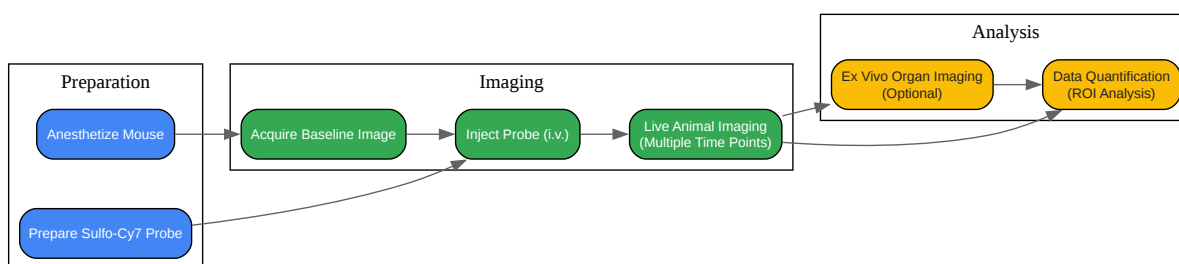 Preparation
Anesthetize Mouse
Prepare Sulfo-Cy7 Probe
Imaging
Acquire Baseline Image
Inject Probe (i.v.)
Live Animal Imaging
(Multiple Time Points)
Analysis
Ex Vivo Organ Imaging
(Optional)
Data Quantification
(ROI Analysis)